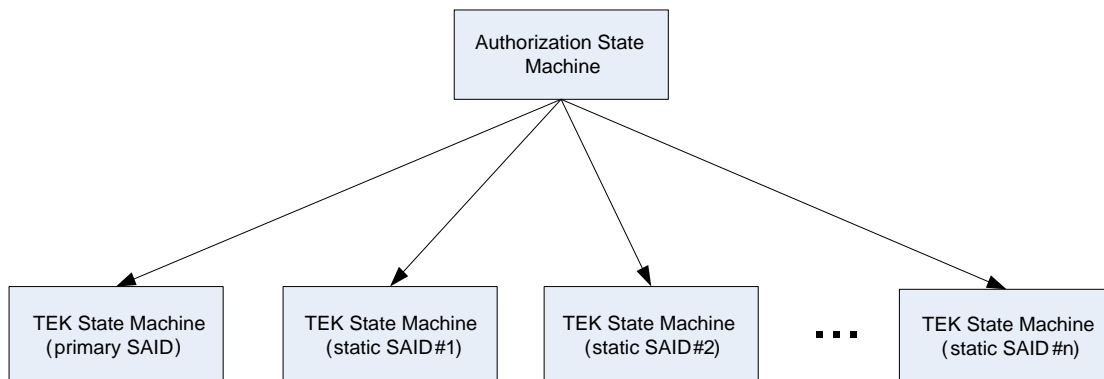 Authorization State
Machine
TEK State Machine
(primary SAID)
TEK State Machine
(static SAID#1)
TEK State Machine
(static SAID#2)
...
TEK State Machine
(static SAID#n)